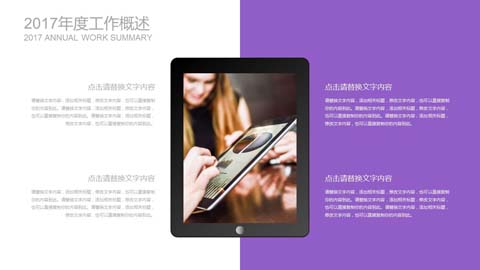 2017年度工作概述
2017 ANNUAL WORK SUMMARY
点击请替换文字内容
请替换文字内容，添加相关标题，修改文字内容，也可以直接复制
你的内容到此。请替换文字内容，添加相关标题，修改文字内容，
也可以直接复制你的内容到此。请替换文字内容，添加相关标题，
修改文字内容，也可以直接复制你的内容到此。
点击请替换文字内容
请替换文字内容，添加相关标题，修改文字内容，也可以直接复制
你的内容到此。请替换文字内容，添加相关标题，修改文字内容，
也可以直接复制你的内容到此。请替换文字内容，添加相关标题，
修改文字内容，也可以直接复制你的内容到此。
点击请替换文字内容
请替换文字内容，添加相关标题，修改文字内容，也可以直接复制
你的内容到此。请替换文字内容，添加相关标题，修改文字内容，
也可以直接复制你的内容到此。请替换文字内容，添加相关标题，
修改文字内容，也可以直接复制你的内容到此。
点击请替换文字内容
请替换文字内容，添加相关标题，修改文字内容，也可以直接复制
你的内容到此。请替换文字内容，添加相关标题，修改文字内容，
也可以直接复制你的内容到此。请替换文字内容，添加相关标题，
修改文字内容，也可以直接复制你的内容到此。